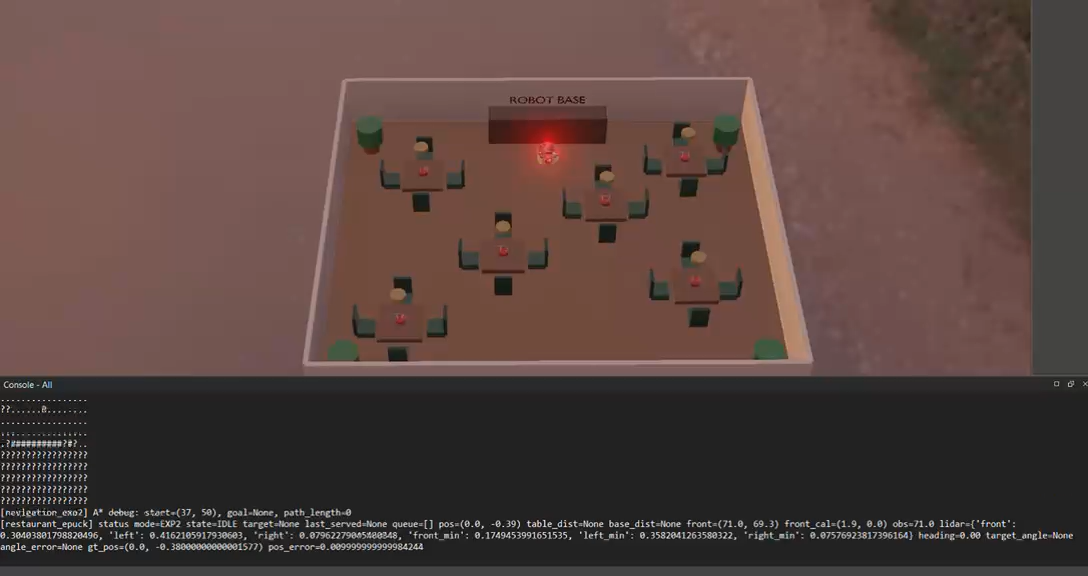 ROBOT BASE
Console - All
.................
??......@........
.................
.................
.?##########?#?..
?????????????????
?????????????????
?????????????????
?????????????????
?????????????????
[navigation_exo2] A* debug: start=(37, 50), goal=None, path_length=0
[restaurant_epuck] status mode=EXP2 state=IDLE target=None last_served=None queue=[] pos=(0.0, -0.39) table_dist=None base_dist=None front=(71.0, 69.3) front_cal=(1.9, 0.0) obs=71.0 lidar={'front':
0.30403801798820496, 'left': 0.4162105917930603, 'right': 0.0796227905400848, 'front_min': 0.1749453991651535, 'left_min': 0.3582041263580322, 'right_min': 0.07576923817396164} heading=0.00 target_angle=None
angle_error=None gt_pos=(0.0, -0.38000000000001577) pos_error=0.009999999999984244